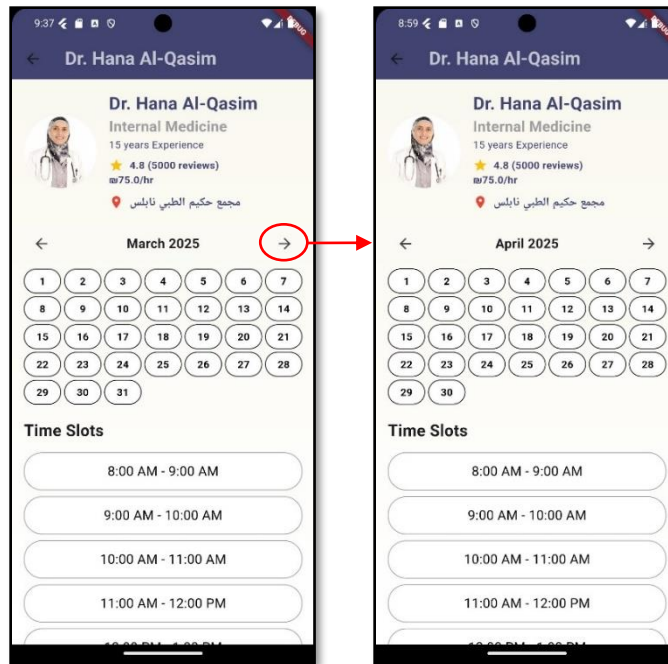 9:37
DEBUG
Dr. Hana Al-Qasim
Dr. Hana Al-Qasim
Internal Medicine
15 years Experience
4.8 (5000 reviews)
₪75.0/hr
مجمع حكيم الطبي نابلس
March 2025
1 2 3 4 5 6 7
8 9 10 11 12 13 14
15 16 17 18 19 20 21
22 23 24 25 26 27 28
29 30 31
Time Slots
8:00 AM - 9:00 AM
9:00 AM - 10:00 AM
10:00 AM - 11:00 AM
11:00 AM - 12:00 PM
8:59
Dr. Hana Al-Qasim
Dr. Hana Al-Qasim
Internal Medicine
15 years Experience
4.8 (5000 reviews)
₪75.0/hr
مجمع حكيم الطبي نابلس
April 2025
1 2 3 4 5 6 7
8 9 10 11 12 13 14
15 16 17 18 19 20 21
22 23 24 25 26 27 28
29 30
Time Slots
8:00 AM - 9:00 AM
9:00 AM - 10:00 AM
10:00 AM - 11:00 AM
11:00 AM - 12:00 PM